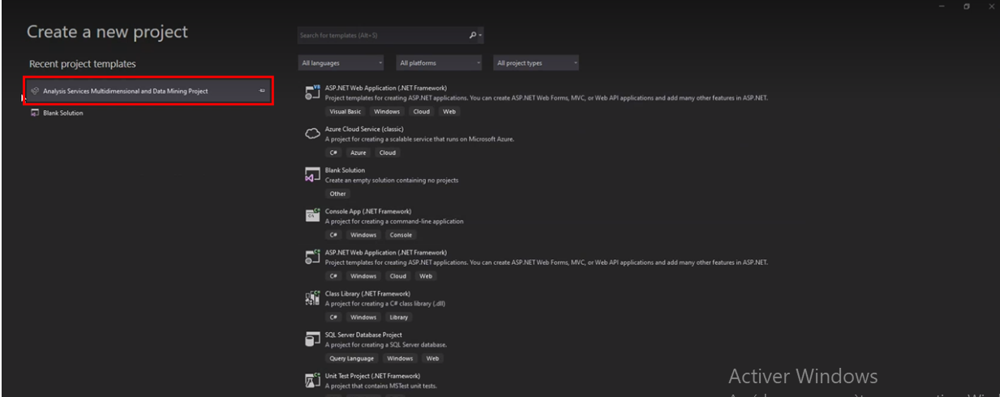 Create a new project
Recent project templates
Analysis Services Multidimensional and Data Mining Project
Blank Solution
Search for templates (Alt+S)
All languages
All platforms
All project types
ASP.NET Web Application (.NET Framework)
Project templates for creating ASP.NET applications. You can create ASP.NET Web Forms, MVC, or Web API applications and add many other features in ASP.NET.
Visual Basic Windows Cloud Web
Azure Cloud Service (classic)
A project for creating a scalable service that runs on Microsoft Azure.
C# Azure Cloud
Blank Solution
Create an empty solution containing no projects
Other
Console App (.NET Framework)
A project for creating a command-line application
C# Windows Console
ASP.NET Web Application (.NET Framework)
Project templates for creating ASP.NET applications. You can create ASP.NET Web Forms, MVC, or Web API applications and add many other features in ASP.NET.
C# Windows Cloud Web
Class Library (.NET Framework)
A project for creating a C# class library (.dll)
C# Windows Library
SQL Server Database Project
A project for creating a SQL Server database.
Query Language Windows Web
Unit Test Project (.NET Framework)
A project that contains MSTest unit tests.
Activer Windows